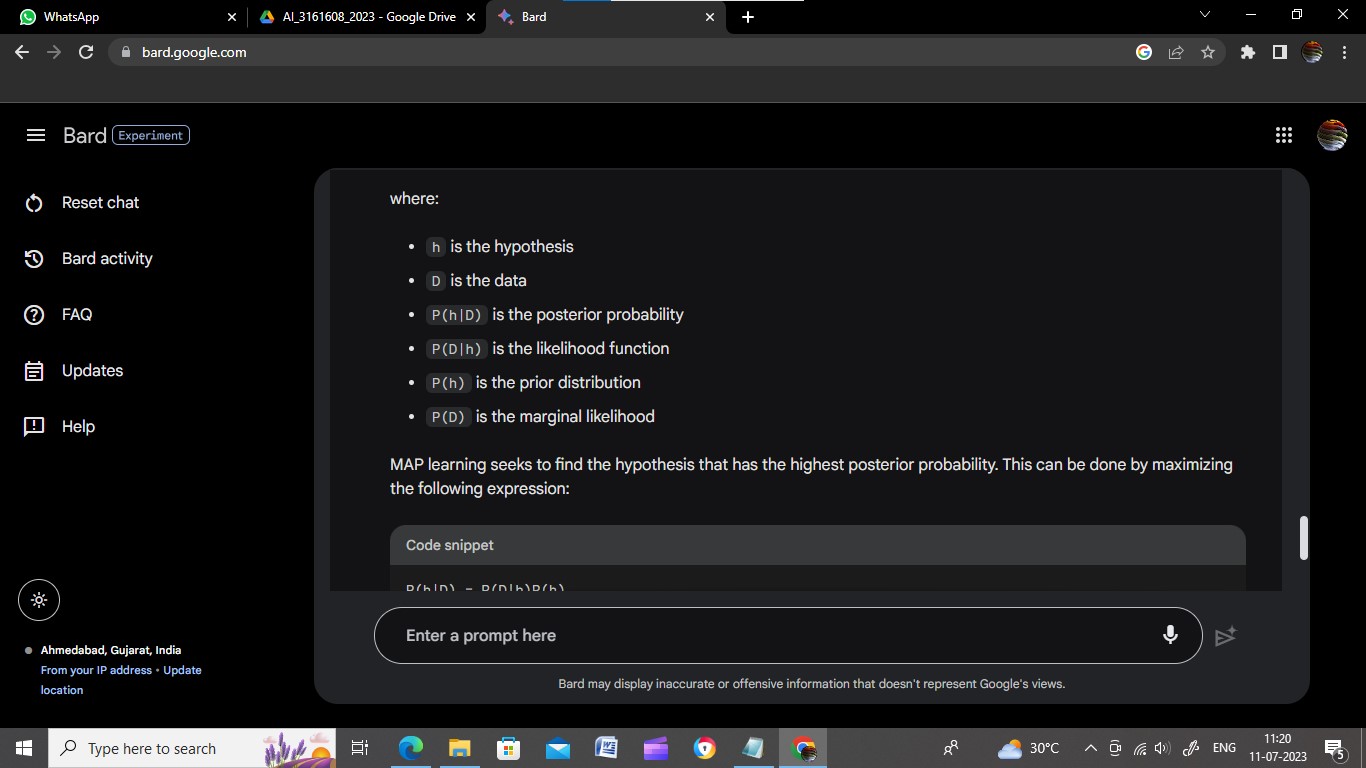 WhatsApp
AI_3161608_2023 - Google Drive
Bard
bard.google.com
Bard
Experiment
Reset chat
Bard activity
FAQ
Updates
Help
Ahmedabad, Gujarat, India
From your IP address • Update
location
where:
• h is the hypothesis
• D is the data
• P(h|D) is the posterior probability
• P(D|h) is the likelihood function
• P(h) is the prior distribution
• P(D) is the marginal likelihood
MAP learning seeks to find the hypothesis that has the highest posterior probability. This can be done by maximizing
the following expression:
Code snippet
P(h|D) = P(D|h)P(h)
Enter a prompt here
Bard may display inaccurate or offensive information that doesn't represent Google's views.
Type here to search
30°C
ENG
11:20
11-07-2023
5